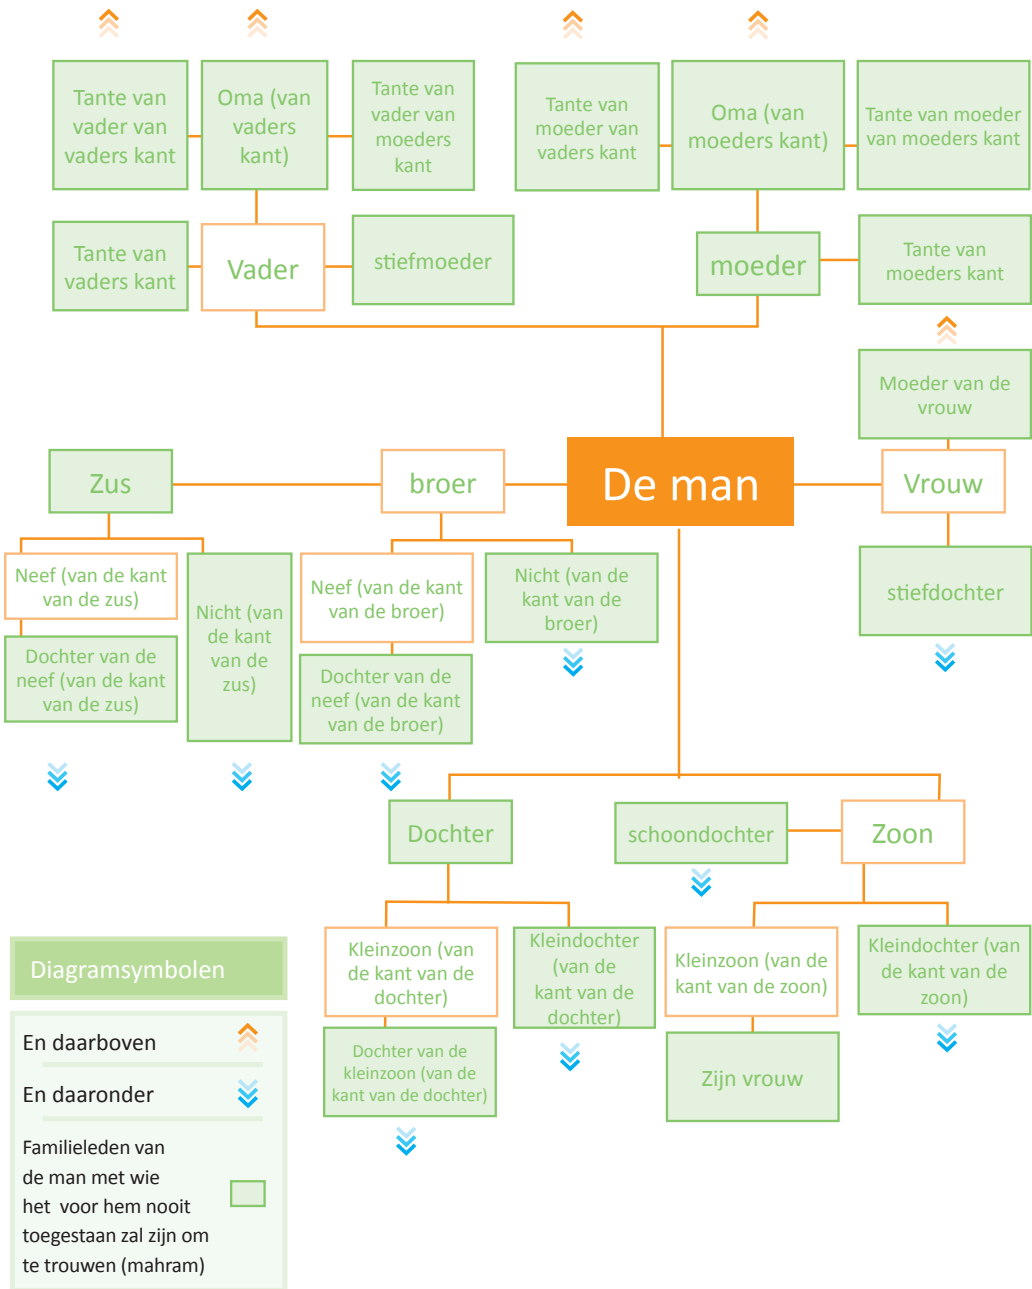 Tante van
vader van
vaders kant
Oma (van
vaders
kant)
Tante van
vader van
moeders
kant
Tante van
moeder van
vaders kant
Oma (van
moeders kant)
Tante van moeder
van moeders kant
Tante van
vaders kant
Vader
stiefmoeder
moeder
Tante van
moeders kant
Moeder van de
vrouw
Zus
broer
De man
Vrouw
Neef (van de kant
van de zus)
Nicht (van
de kant
van de
zus)
Neef (van de kant
van de broer)
Nicht (van de
kant van de
broer)
stiefdochter
Dochter van de
neef (van de kant
van de zus)
Dochter van de
neef (van de kant
van de broer)
Dochter
schoondochter
Zoon
Kleinzoon (van
de kant van de
dochter)
Kleindochter
(van de
kant van de
dochter)
Kleinzoon (van de
kant van de zoon)
Kleindochter (van
de kant van de
zoon)
Dochter van de
kleinzoon (van de
kant van de dochter)
Zijn vrouw
Diagramsymbolen
En daarboven
En daaronder
Familieleden van
de man met wie
het voor hem nooit
toegestaan zal zijn om
te trouwen (mahram)